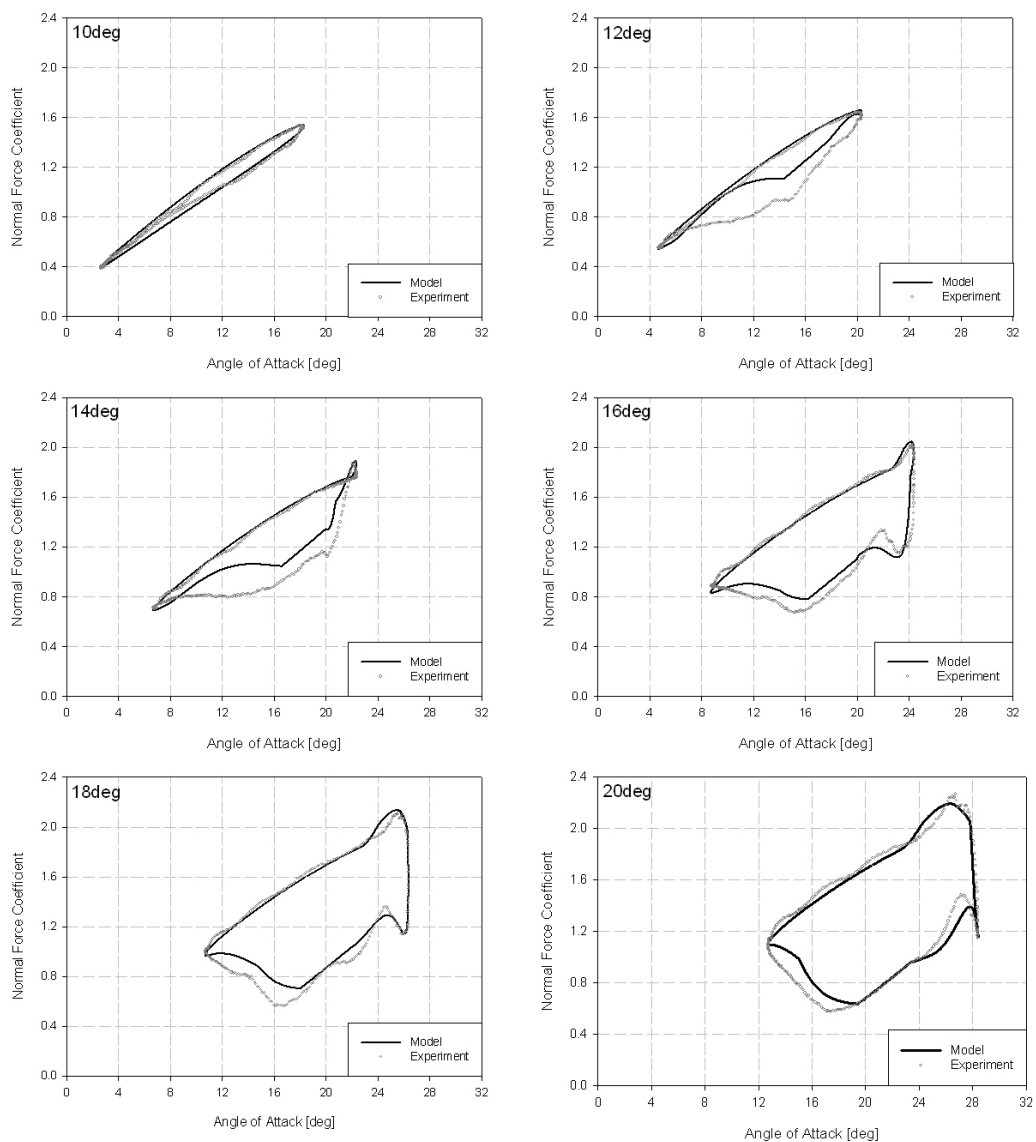 10deg
2.4
2.0
1.6
1.2
0.8
0.4
0.0
Normal Force Coefficient
Model
Experiment
0 4 8 12 16 20 24 28 32
Angle of Attack [deg]
12deg
2.4
2.0
1.6
1.2
0.8
0.4
0.0
Normal Force Coefficient
Model
Experiment
0 4 8 12 16 20 24 28 32
Angle of Attack [deg]
14deg
2.4
2.0
1.6
1.2
0.8
0.4
0.0
Normal Force Coefficient
Model
Experiment
0 4 8 12 16 20 24 28 32
Angle of Attack [deg]
16deg
2.4
2.0
1.6
1.2
0.8
0.4
0.0
Normal Force Coefficient
Model
Experiment
0 4 8 12 16 20 24 28 32
Angle of Attack [deg]
18deg
2.4
2.0
1.6
1.2
0.8
0.4
0.0
Normal Force Coefficient
Model
Experiment
0 4 8 12 16 20 24 28 32
Angle of Attack [deg]
20deg
2.4
2.0
1.6
1.2
0.8
0.4
0.0
Normal Force Coefficient
Model
Experiment
0 4 8 12 16 20 24 28 32
Angle of Attack [deg]